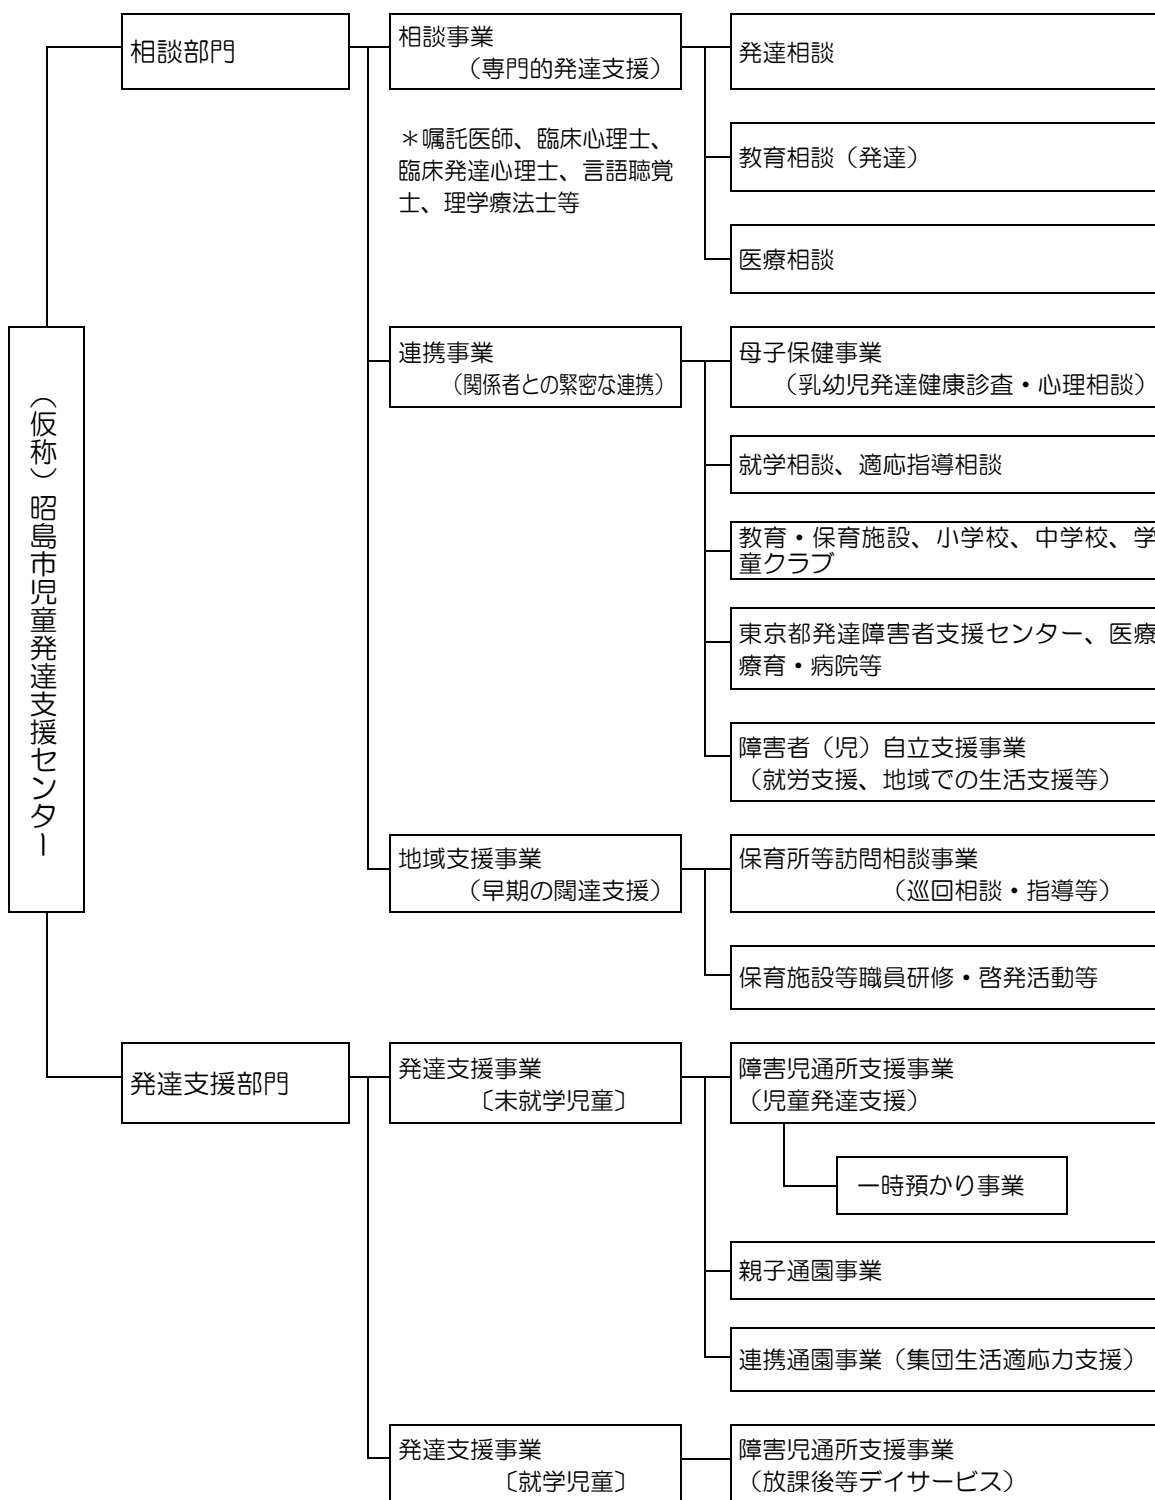 （仮称）昭島市児童発達支援センター
相談部門
相談事業
（専門的発達支援）
＊嘱託医師、臨床心理士、
臨床発達心理士、言語聴覚
士、理学療法士等
発達相談
教育相談（発達）
医療相談
連携事業
（関係者との緊密な連携）
母子保健事業
（乳幼児発達健康診査・心理相談）
就学相談、適応指導相談
教育・保育施設、小学校、中学校、学
童クラブ
東京都発達障害者支援センター、医療
療育・病院等
障害者（児）自立支援事業
（就労支援、地域での生活支援等）
地域支援事業
（早期の闊達支援）
保育所等訪問相談事業
（巡回相談・指導等）
保育施設等職員研修・啓発活動等
発達支援部門
発達支援事業
〔未就学児童〕
障害児通所支援事業
（児童発達支援）
一時預かり事業
親子通園事業
連携通園事業（集団生活適応力支援）
発達支援事業
〔就学児童〕
障害児通所支援事業
（放課後等デイサービス）